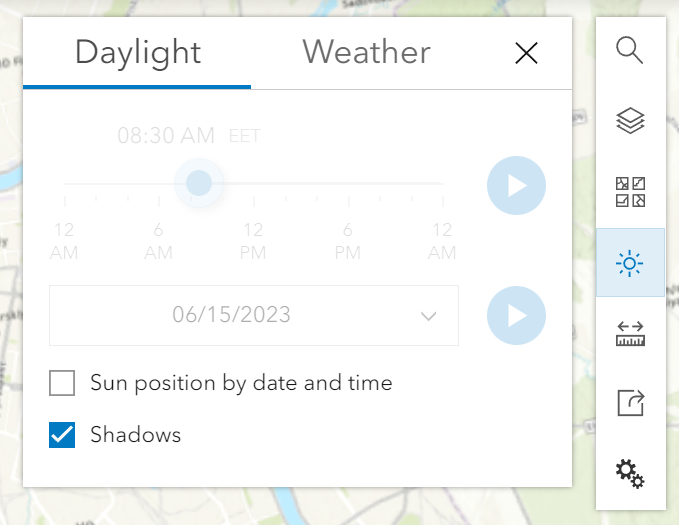 Daylight Weather
08:30 AM EET
12 6 12 6 12
AM AM PM PM AM
06/15/2023
Sun position by date and time
Shadows